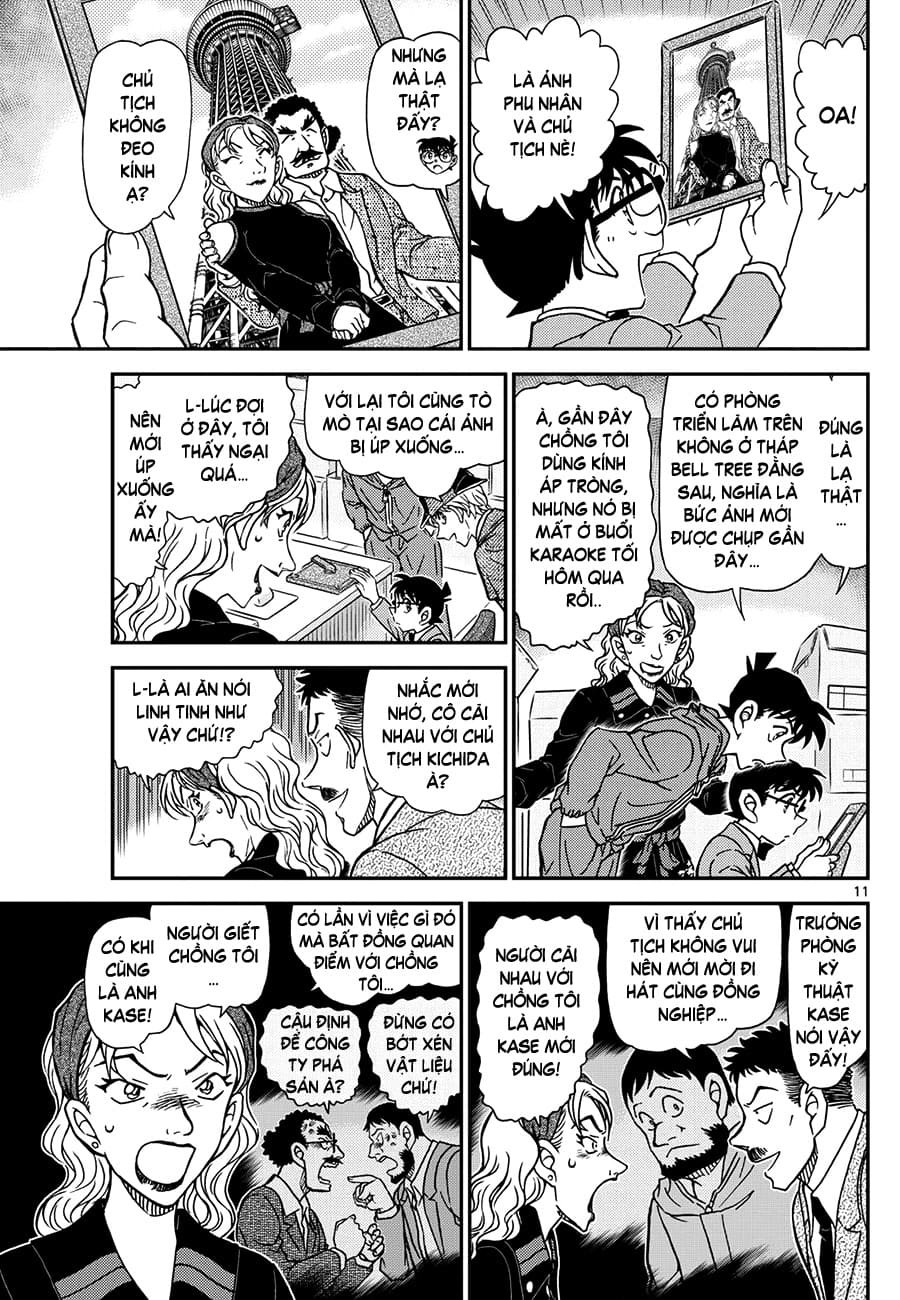 OA!
LÀ ẢNH
PHU NHÂN
VÀ CHỦ
TỊCH NÈ!
NHƯNG
MÀ LẠ
THẬT
ĐẤY?
CHỦ
TỊCH
KHÔNG
ĐEO
KÍNH
Ạ?
ĐÚNG
LÀ LẠ
THẬT
...
CÓ PHÒNG
TRIỂN LÃM TRÊN
KHÔNG Ở THÁP
BELL TREE ĐẰNG
SAU, NGHĨA LÀ
BỨC ẢNH MỚI
ĐƯỢC CHỤP GẦN
ĐÂY...
À, GẦN ĐÂY
CHỒNG TÔI
DÙNG KÍNH
ÁP TRÒNG,
NHƯNG NÓ BỊ
MẤT Ở BUỔI
KARAOKE TỐI
HÔM QUA
RỒI..
VỚI LẠI TÔI CŨNG TÒ
MÒ TẠI SAO CÁI ẢNH
BỊ ÚP XUỐNG...
L-LÚC ĐỢI
Ở ĐÂY, TÔI
THẤY NGẠI
QUÁ...
NÊN
MỚI
ÚP
XUỐNG
ẤY
MÀ!
NHẮC MỚI
NHỚ, CÔ CÃI
NHAU VỚI CHỦ
TỊCH KICHIDA
À?
L-LÀ AI ĂN NÓI
LINH TINH NHƯ
VẬY CHỨ!?
11
TRƯỞNG
PHÒNG
KỸ
THUẬT
KASE
NÓI VẬY
ĐẤY!
VÌ THẤY CHỦ
TỊCH KHÔNG VUI
NÊN MỚI MỜI ĐI
HÁT CÙNG ĐỒNG
NGHIỆP...
NGƯỜI CÃI
NHAU VỚI
CHỒNG TÔI
LÀ ANH
KASE MỚI
ĐÚNG!
CÓ LẦN VÌ VIỆC GÌ ĐÓ
MÀ BẤT ĐỒNG QUAN
ĐIỂM VỚI CHỒNG
TÔI...
ĐỪNG CÓ
BỚT XÉN
VẬT LIỆU
CHỨ!
CẬU ĐỊNH
ĐỂ CÔNG
TY PHÁ
SẢN À?
NGƯỜI GIẾT
CHỒNG TÔI
...
CÓ KHI
CŨNG
LÀ ANH
KASE!